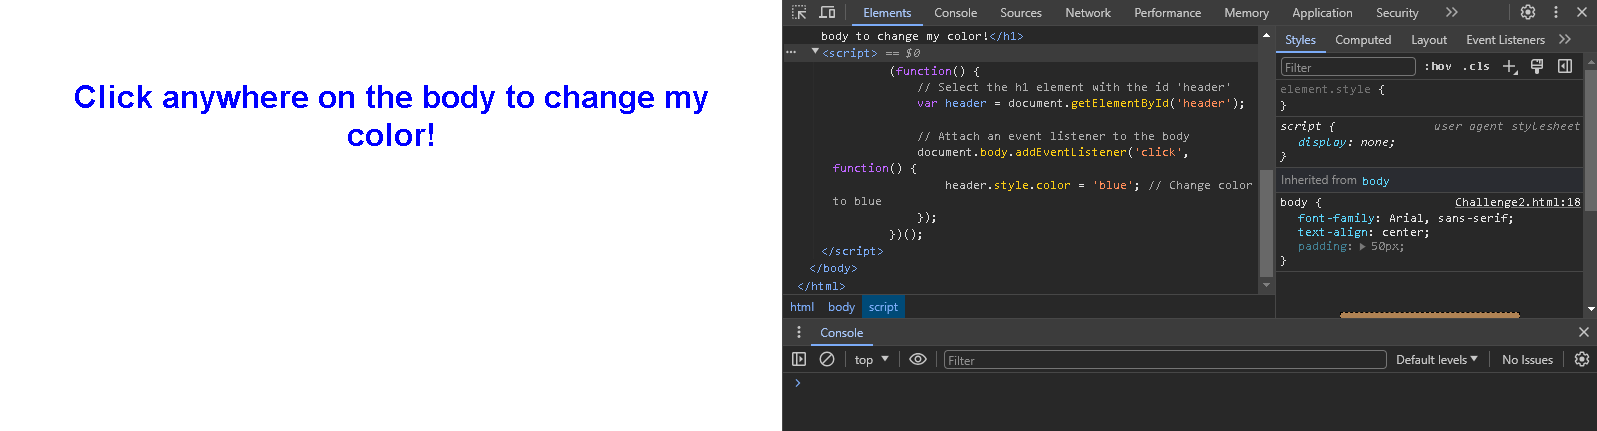 Click anywhere on the body to change my
color!
Elements Console Sources Network Performance Memory Application Security
body to change my color!</h1>
<script> == $0
(function() {
// Select the h1 element with the id 'header'
var header = document.getElementById('header');
// Attach an event listener to the body
document.body.addEventListener('click',
function() {
header.style.color = 'blue'; // Change color
to blue
});
})();
</script>
</body>
</html>
html body script
Styles Computed Layout Event Listeners
Filter :hov .cls
element.style {
}
script { user agent stylesheet
display: none;
}
Inherited from body
body { Challenge2.html:18
font-family: Arial, sans-serif;
text-align: center;
padding: 50px;
}
Console
top Filter Default levels No Issues